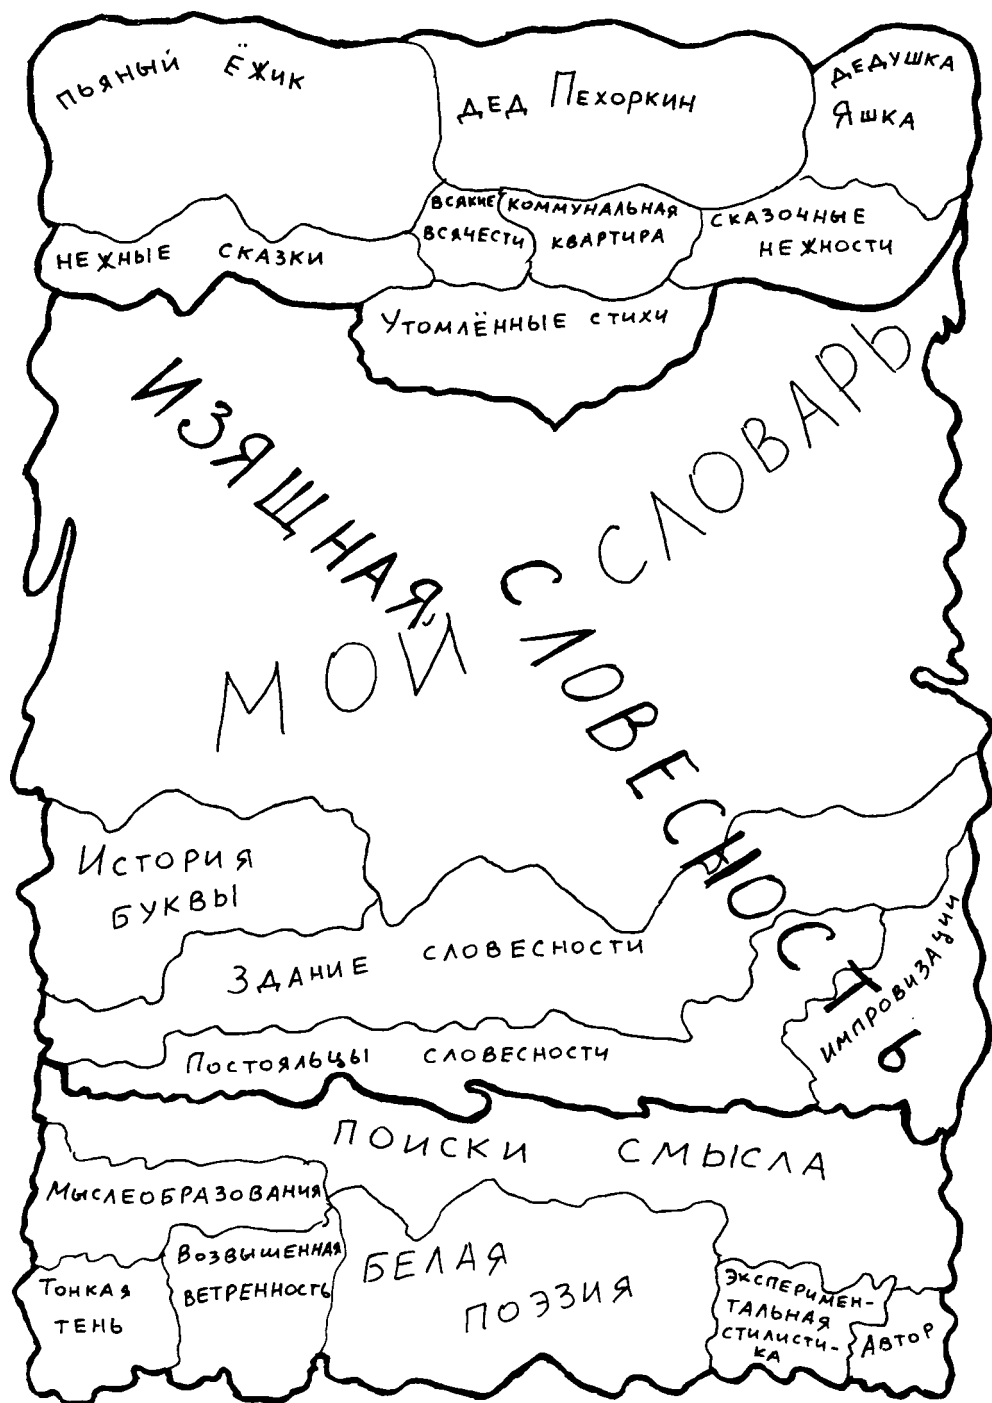 ПЬЯНЫЙ ЁЖИК
ДЕД ПЕХОРКИН
ДЕДУШКА
ЯШКА
НЕЖНЫЕ СКАЗКИ
ВСЯКИЕ
ВСЯЧЕСТИ
КОММУНАЛЬНАЯ
КВАРТИРА
СКАЗОЧНЫЕ
НЕЖНОСТИ
УТОМЛЁННЫЕ СТИХИ
ИЗЯЩНАЯ СЛОВЕСНОСТЬ
МОЙ СЛОВАРЬ
ИСТОРИЯ
БУКВЫ
ЗДАНИЕ СЛОВЕСНОСТИ
ПОСТОЯЛЬЦЫ СЛОВЕСНОСТИ
ИМПРОВИЗАЦИИ
ПОИСКИ СМЫСЛА
МЫСЛЕОБРАЗОВАНИЯ
ТОНКАЯ
ТЕНЬ
ВОЗВЫШЕННАЯ
ВЕТРЕННОСТЬ
БЕЛАЯ
ПОЭЗИЯ
ЭКСПЕРИМЕН-
ТАЛЬНАЯ
СТИЛИСТИ-
КА
АВТОР